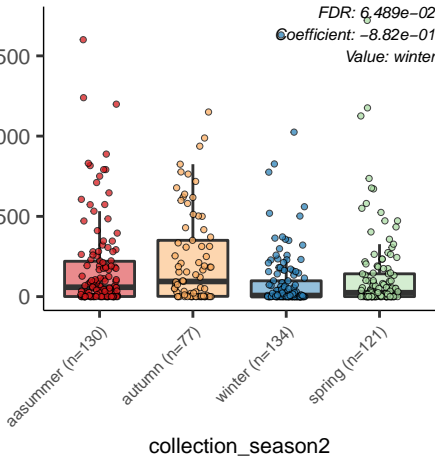 FDR: 6.489e−02
Coefficient: −8.82e−01
Value: winter
500
000
500
0
aasummer (n=130)
autumn (n=77)
winter (n=134)
spring (n=121)
collection_season2